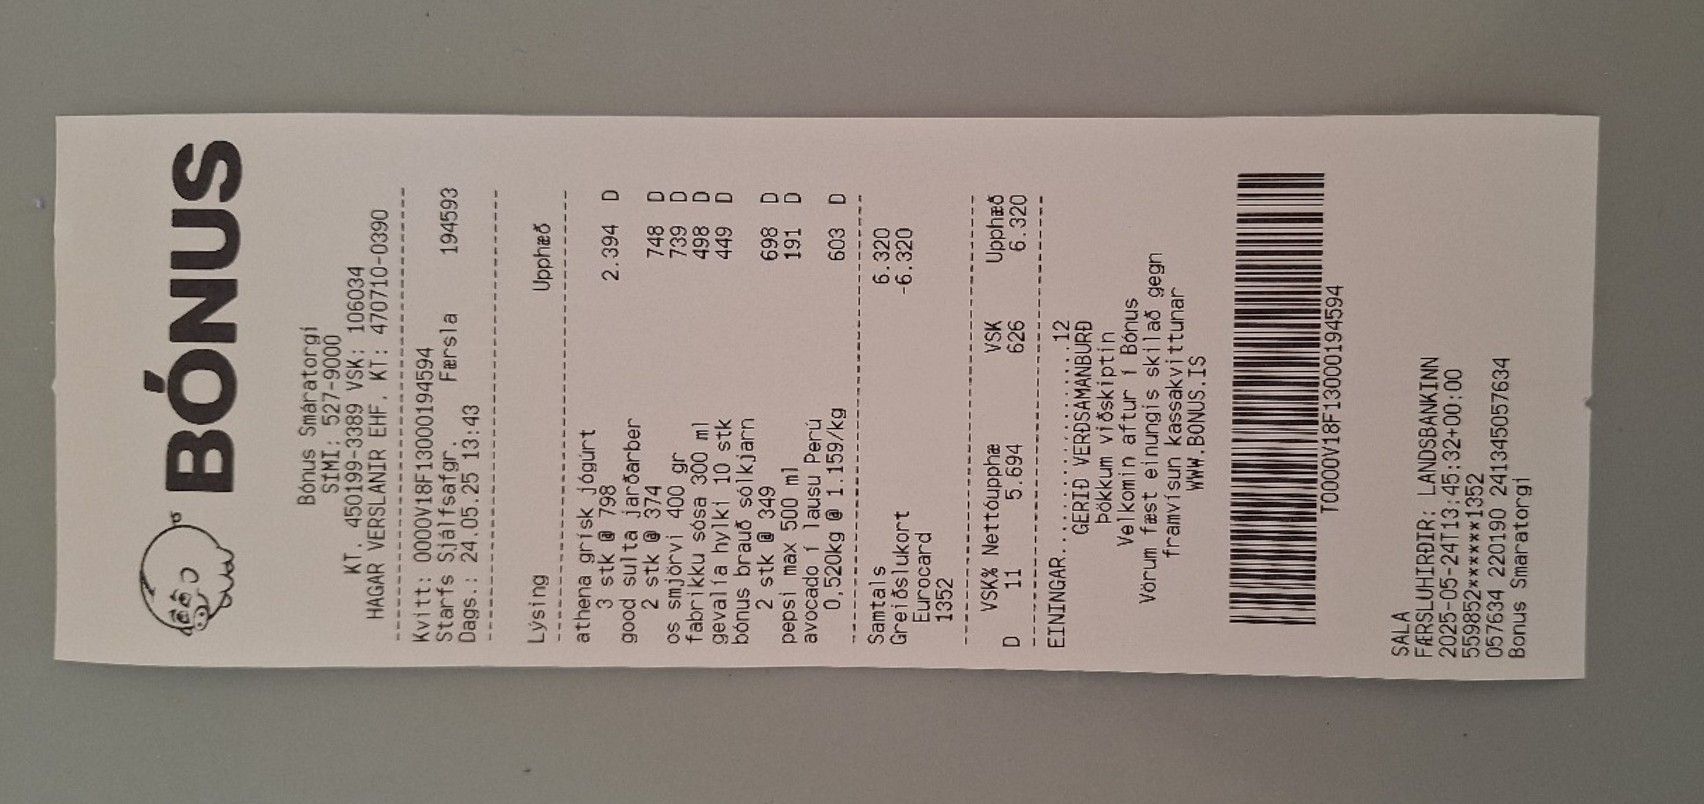 BÓNUS
Bónus Smáratorgi
SÍMI: 527-9000
KT. 450199-3389 VSK: 106034
HAGAR VERSLANIR EHF. KT: 470710-0390
Kvitt: 0000V18F130000194594
Starfs Sjálfsafgr. Færsla 194593
Dags.: 24.05.25 13:43
Lýsing Upphæð
athena grísk jógúrt
3 stk @ 798 2.394 D
good sulta jarðarber
2 stk @ 374 748 D
os smjörvi 400 gr 739 D
fabrikku sósa 300 ml 498 D
gevalia hylki 10 stk 449 D
bónus brauð sólkjarn
2 stk @ 349 698 D
pepsi max 500 ml 191 D
avocado í lausu Perú
0,520kg @ 1.159/kg 603 D
Samtals 6.320
Greiðslukort -6.320
Eurocard
1352
VSK% Nettóupphæ VSK Upphæð
D 11 5.694 626 6.320
EININGAR.....................12
GERIÐ VERÐSAMANBURÐ
Þökkum viðskiptin
Velkomin aftur í Bónus
Vörum fæst einungis skilað gegn
framvísun kassakvittunar
WWW.BONUS.IS
T0000V18F130000194594
SALA
FÆRSLUHIRÐIR: LANDSBANKINN
2025-05-24T13:45:32+00:00
559852******1352
057634 220190 241345057634
Bonus Smaratorgi